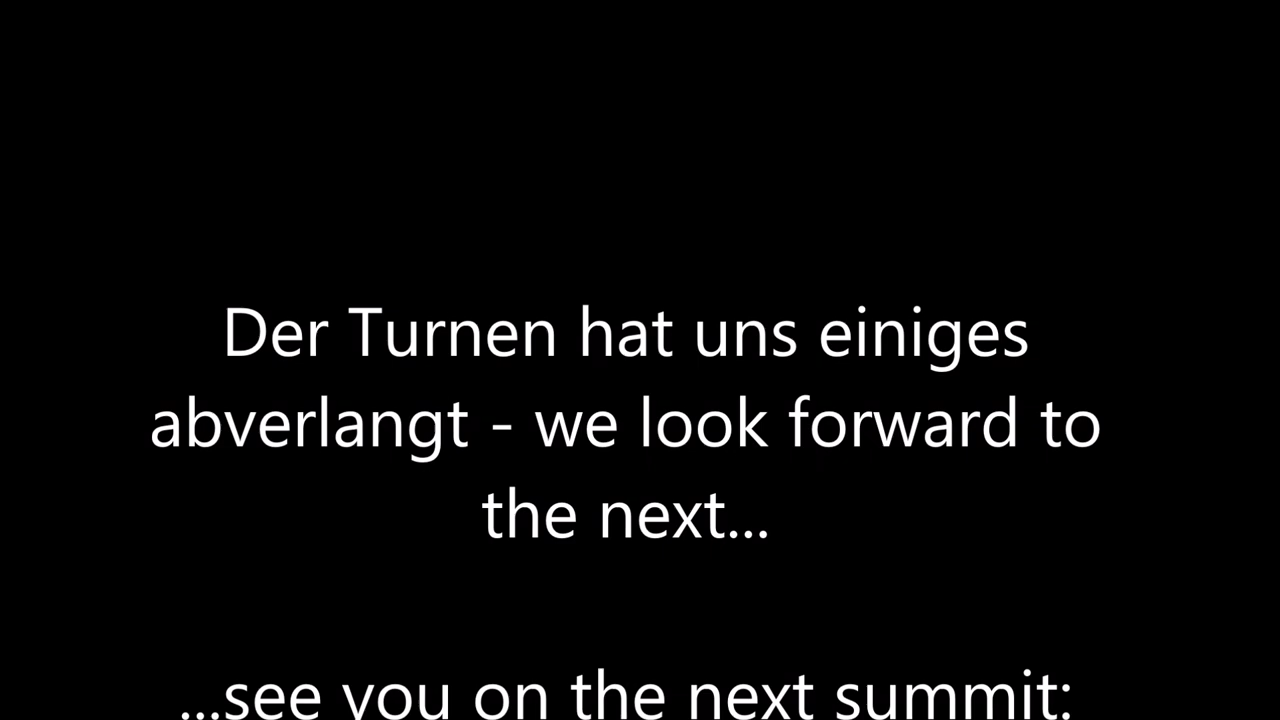 Der Turnen hat uns einiges
abverlangt - we look forward to
the next...
...see you on the next summit: